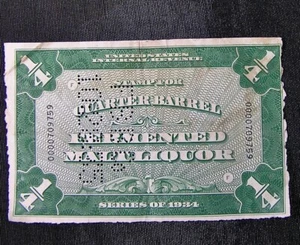 1/4
1/4
UNITED STATES
INTERNAL REVENUE
STAMP FOR
QUARTER BARREL
FERMENTED
MALT LIQUOR
0000709759
0000709759
SERIES OF 1934
1/4
1/4